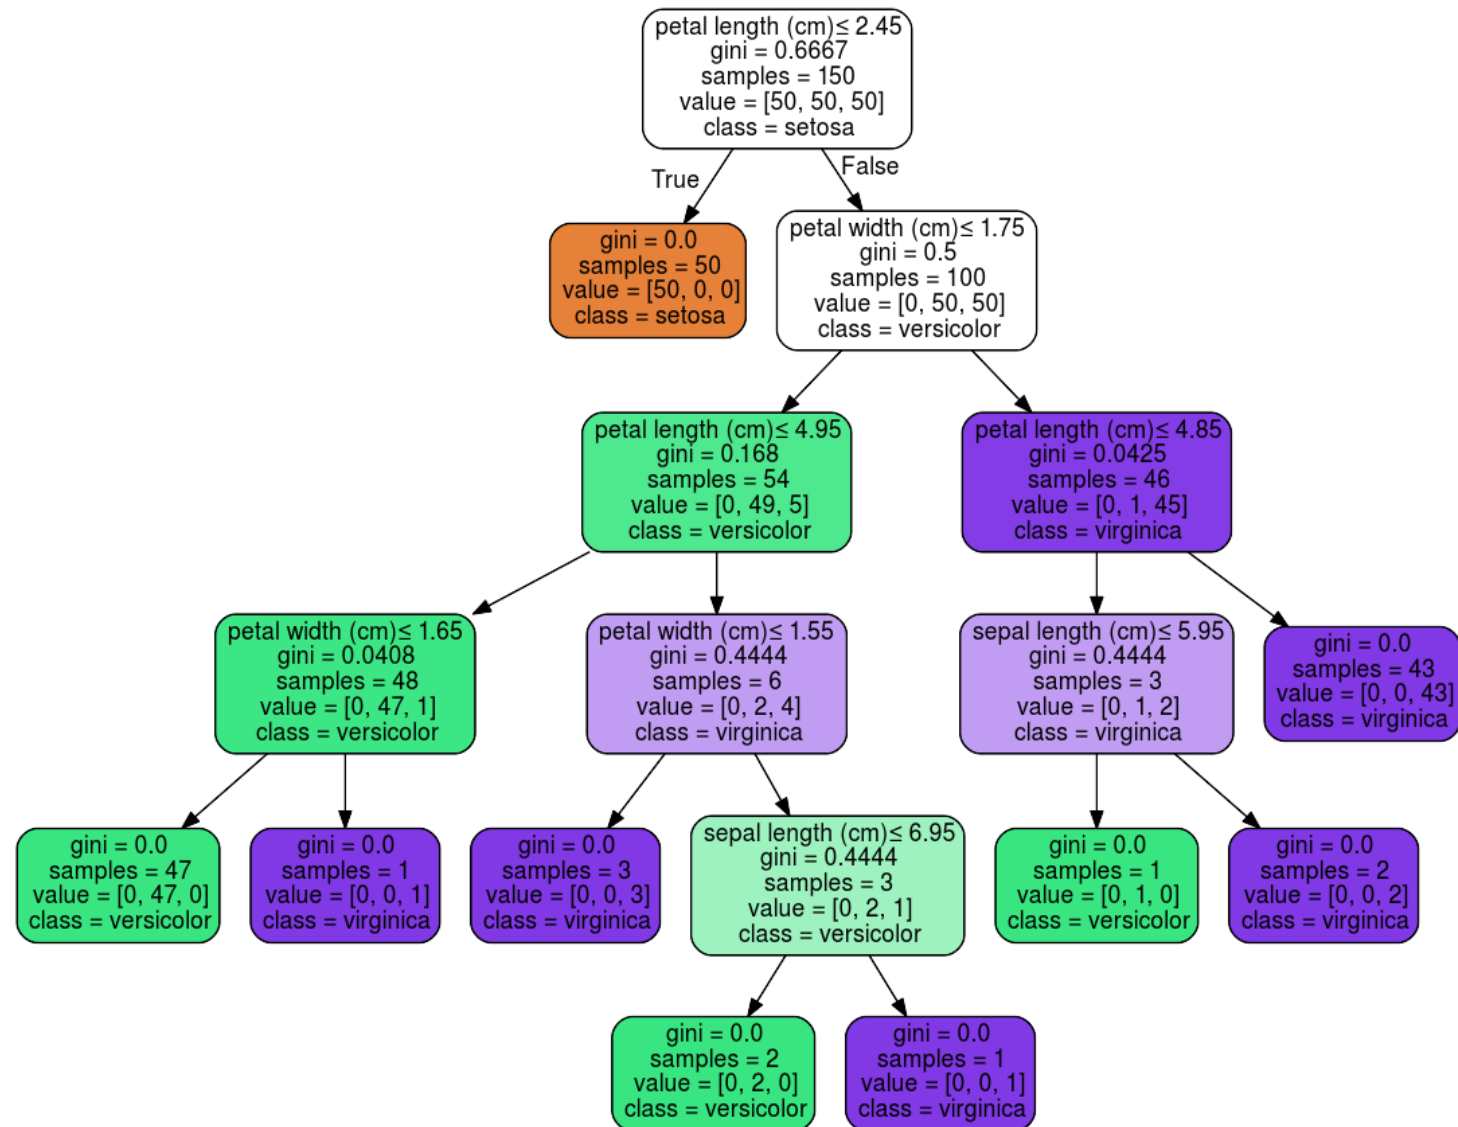 petal length (cm)≤ 2.45
gini = 0.6667
samples = 150
value = [50, 50, 50]
class = setosa
True
False
gini = 0.0
samples = 50
value = [50, 0, 0]
class = setosa
petal width (cm)≤ 1.75
gini = 0.5
samples = 100
value = [0, 50, 50]
class = versicolor
petal length (cm)≤ 4.95
gini = 0.168
samples = 54
value = [0, 49, 5]
class = versicolor
petal length (cm)≤ 4.85
gini = 0.0425
samples = 46
value = [0, 1, 45]
class = virginica
petal width (cm)≤ 1.65
gini = 0.0408
samples = 48
value = [0, 47, 1]
class = versicolor
petal width (cm)≤ 1.55
gini = 0.4444
samples = 6
value = [0, 2, 4]
class = virginica
sepal length (cm)≤ 5.95
gini = 0.4444
samples = 3
value = [0, 1, 2]
class = virginica
gini = 0.0
samples = 43
value = [0, 0, 43]
class = virginica
gini = 0.0
samples = 47
value = [0, 47, 0]
class = versicolor
gini = 0.0
samples = 1
value = [0, 0, 1]
class = virginica
gini = 0.0
samples = 3
value = [0, 0, 3]
class = virginica
sepal length (cm)≤ 6.95
gini = 0.4444
samples = 3
value = [0, 2, 1]
class = versicolor
gini = 0.0
samples = 1
value = [0, 1, 0]
class = versicolor
gini = 0.0
samples = 2
value = [0, 0, 2]
class = virginica
gini = 0.0
samples = 2
value = [0, 2, 0]
class = versicolor
gini = 0.0
samples = 1
value = [0, 0, 1]
class = virginica